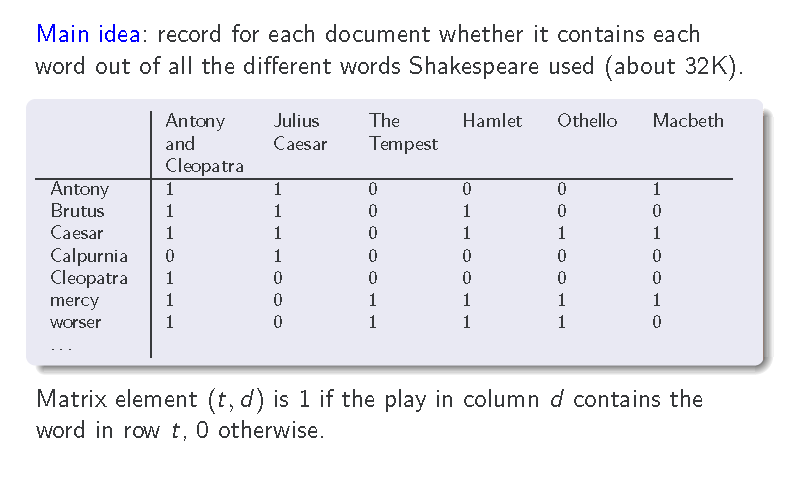 Main idea: record for each document whether it contains each
word out of all the different words Shakespeare used (about 32K).
Antony and Cleopatra Julius Caesar The Tempest Hamlet Othello Macbeth
Antony 1 1 0 0 0 1
Brutus 1 1 0 1 0 0
Caesar 1 1 0 1 1 1
Calpurnia 0 1 0 0 0 0
Cleopatra 1 0 0 0 0 0
mercy 1 0 1 1 1 1
worser 1 0 1 1 1 0
...
Matrix element (t, d) is 1 if the play in column d contains the
word in row t, 0 otherwise.